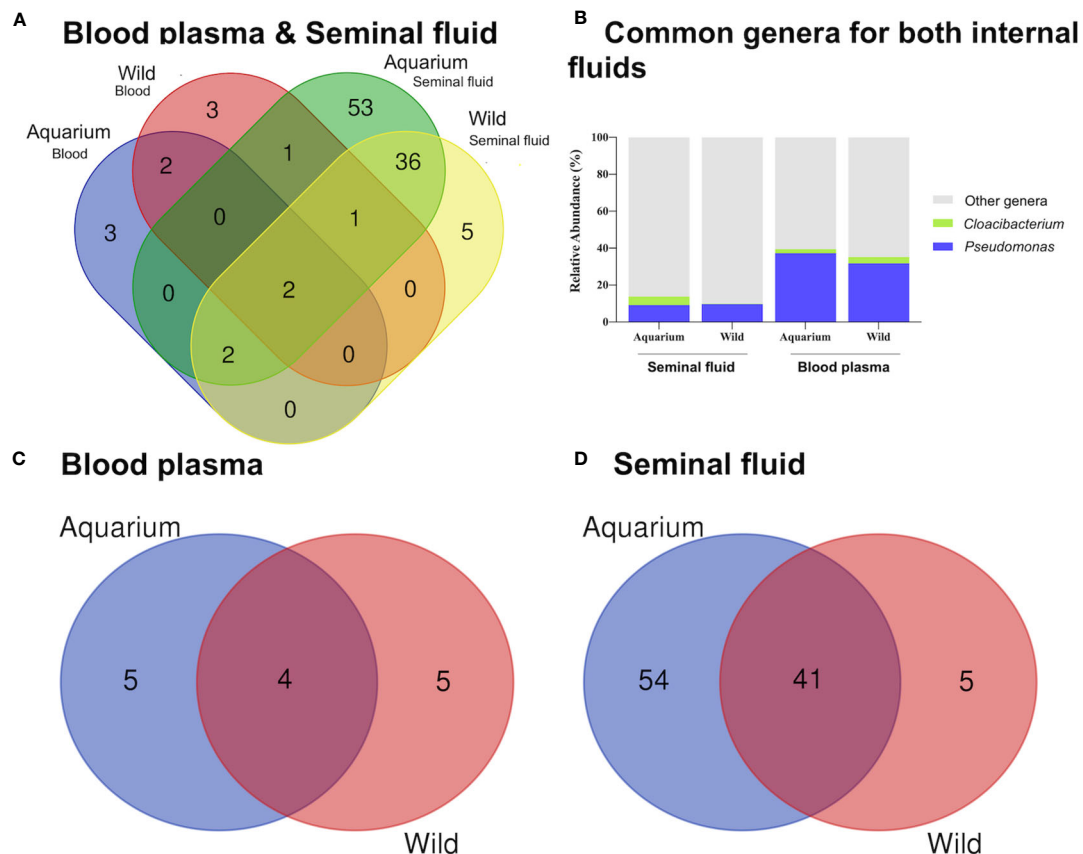 A
Blood plasma & Seminal fluid
Wild
Blood
Aquarium
Seminal fluid
Aquarium
Blood
Wild
Seminal fluid
3
53
2
1
36
3
0
1
5
0
2
0
2
0
0
B
Common genera for both internal
fluids
Relative Abundance (%)
100
80
60
40
20
0
Aquarium
Wild
Aquarium
Wild
Seminal fluid
Blood plasma
Other genera
Cloacibacterium
Pseudomonas
C
Blood plasma
Aquarium
5
4
5
Wild
D
Seminal fluid
Aquarium
54
41
5
Wild